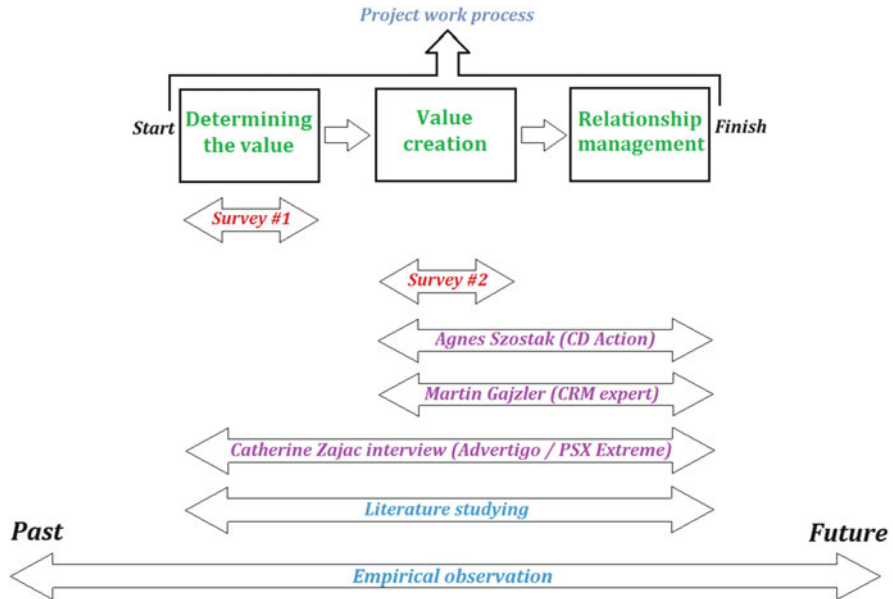 Project work process
Start
Determining
the value
Value
creation
Relationship
management
Finish
Survey #1
Survey #2
Agnes Szostak (CD Action)
Martin Gajzler (CRM expert)
Catherine Zajac interview (Advertigo / PSX Extreme)
Literature studying
Past
Future
Empirical observation